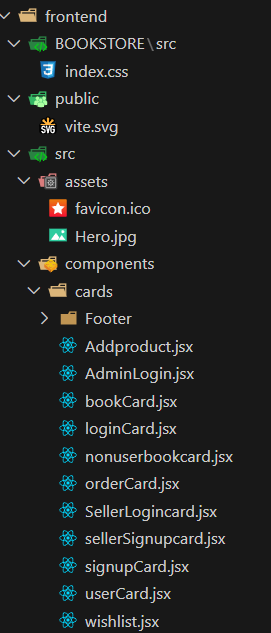 frontend
BOOKSTORE\src
index.css
public
SVG vite.svg
src
assets
favicon.ico
Hero.jpg
components
cards
Footer
Addproduct.jsx
AdminLogin.jsx
bookCard.jsx
loginCard.jsx
nonuserbookcard.jsx
orderCard.jsx
SellerLogincard.jsx
sellerSignupcard.jsx
signupCard.jsx
userCard.jsx
wishlist.jsx